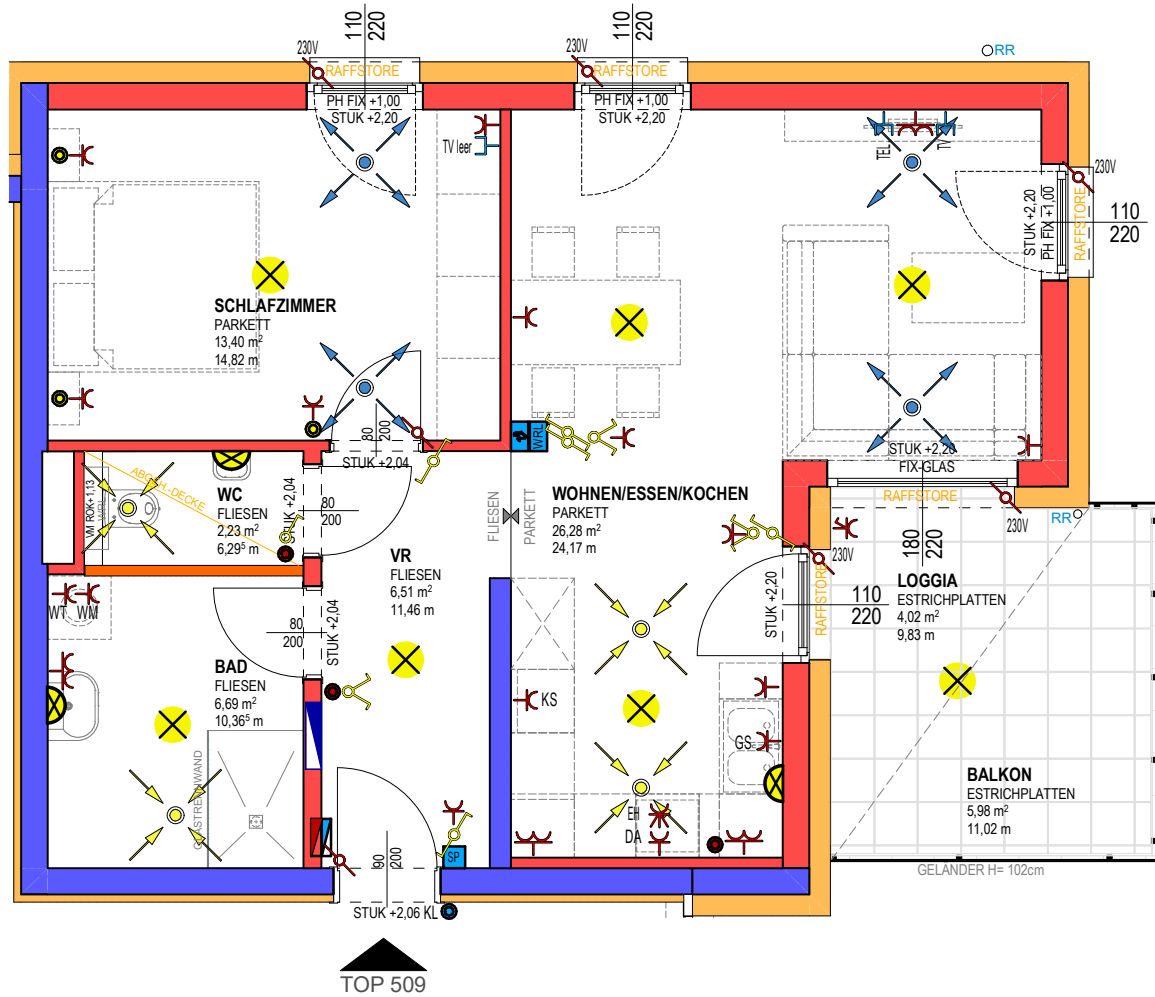 110
220
110
220
230V
RAFFSTORE
230V
RAFFSTORE
RR
PH FIX +1,00
STUK +2,20
PH FIX +1,00
STUK +2,20
TV leer
TEL
TV
230V
STUK +2,20
PH FIX +1,00
RAFFSTORE
110
220
SCHLAFZIMMER
PARKETT
13,40 m²
14,82 m
80
200
STUK +2,04
WRL
STUK +2,20
FIX-GLAS
RAFFSTORE
230V
RR
180
220
ABGEH.-DECKE
VM ROK+1,13
WRL
WC
FLIESEN
2,23 m²
6,29⁵ m
STUK +2,04
80
200
FLIESEN
PARKETT
WOHNEN/ESSEN/KOCHEN
PARKETT
26,28 m²
24,17 m
VR
FLIESEN
6,51 m²
11,46 m
230V
STUK +2,20
RAFFSTORE
110
220
LOGGIA
ESTRICHPLATTEN
4,02 m²
9,83 m
WT
WM
80
200
STUK +2,04
BAD
FLIESEN
6,69 m²
10,36⁵ m
KS
GS
EH
DA
BALKON
ESTRICHPLATTEN
5,98 m²
11,02 m
GELÄNDER H= 102cm
90
200
SP
STUK +2,06
KL
TOP 509